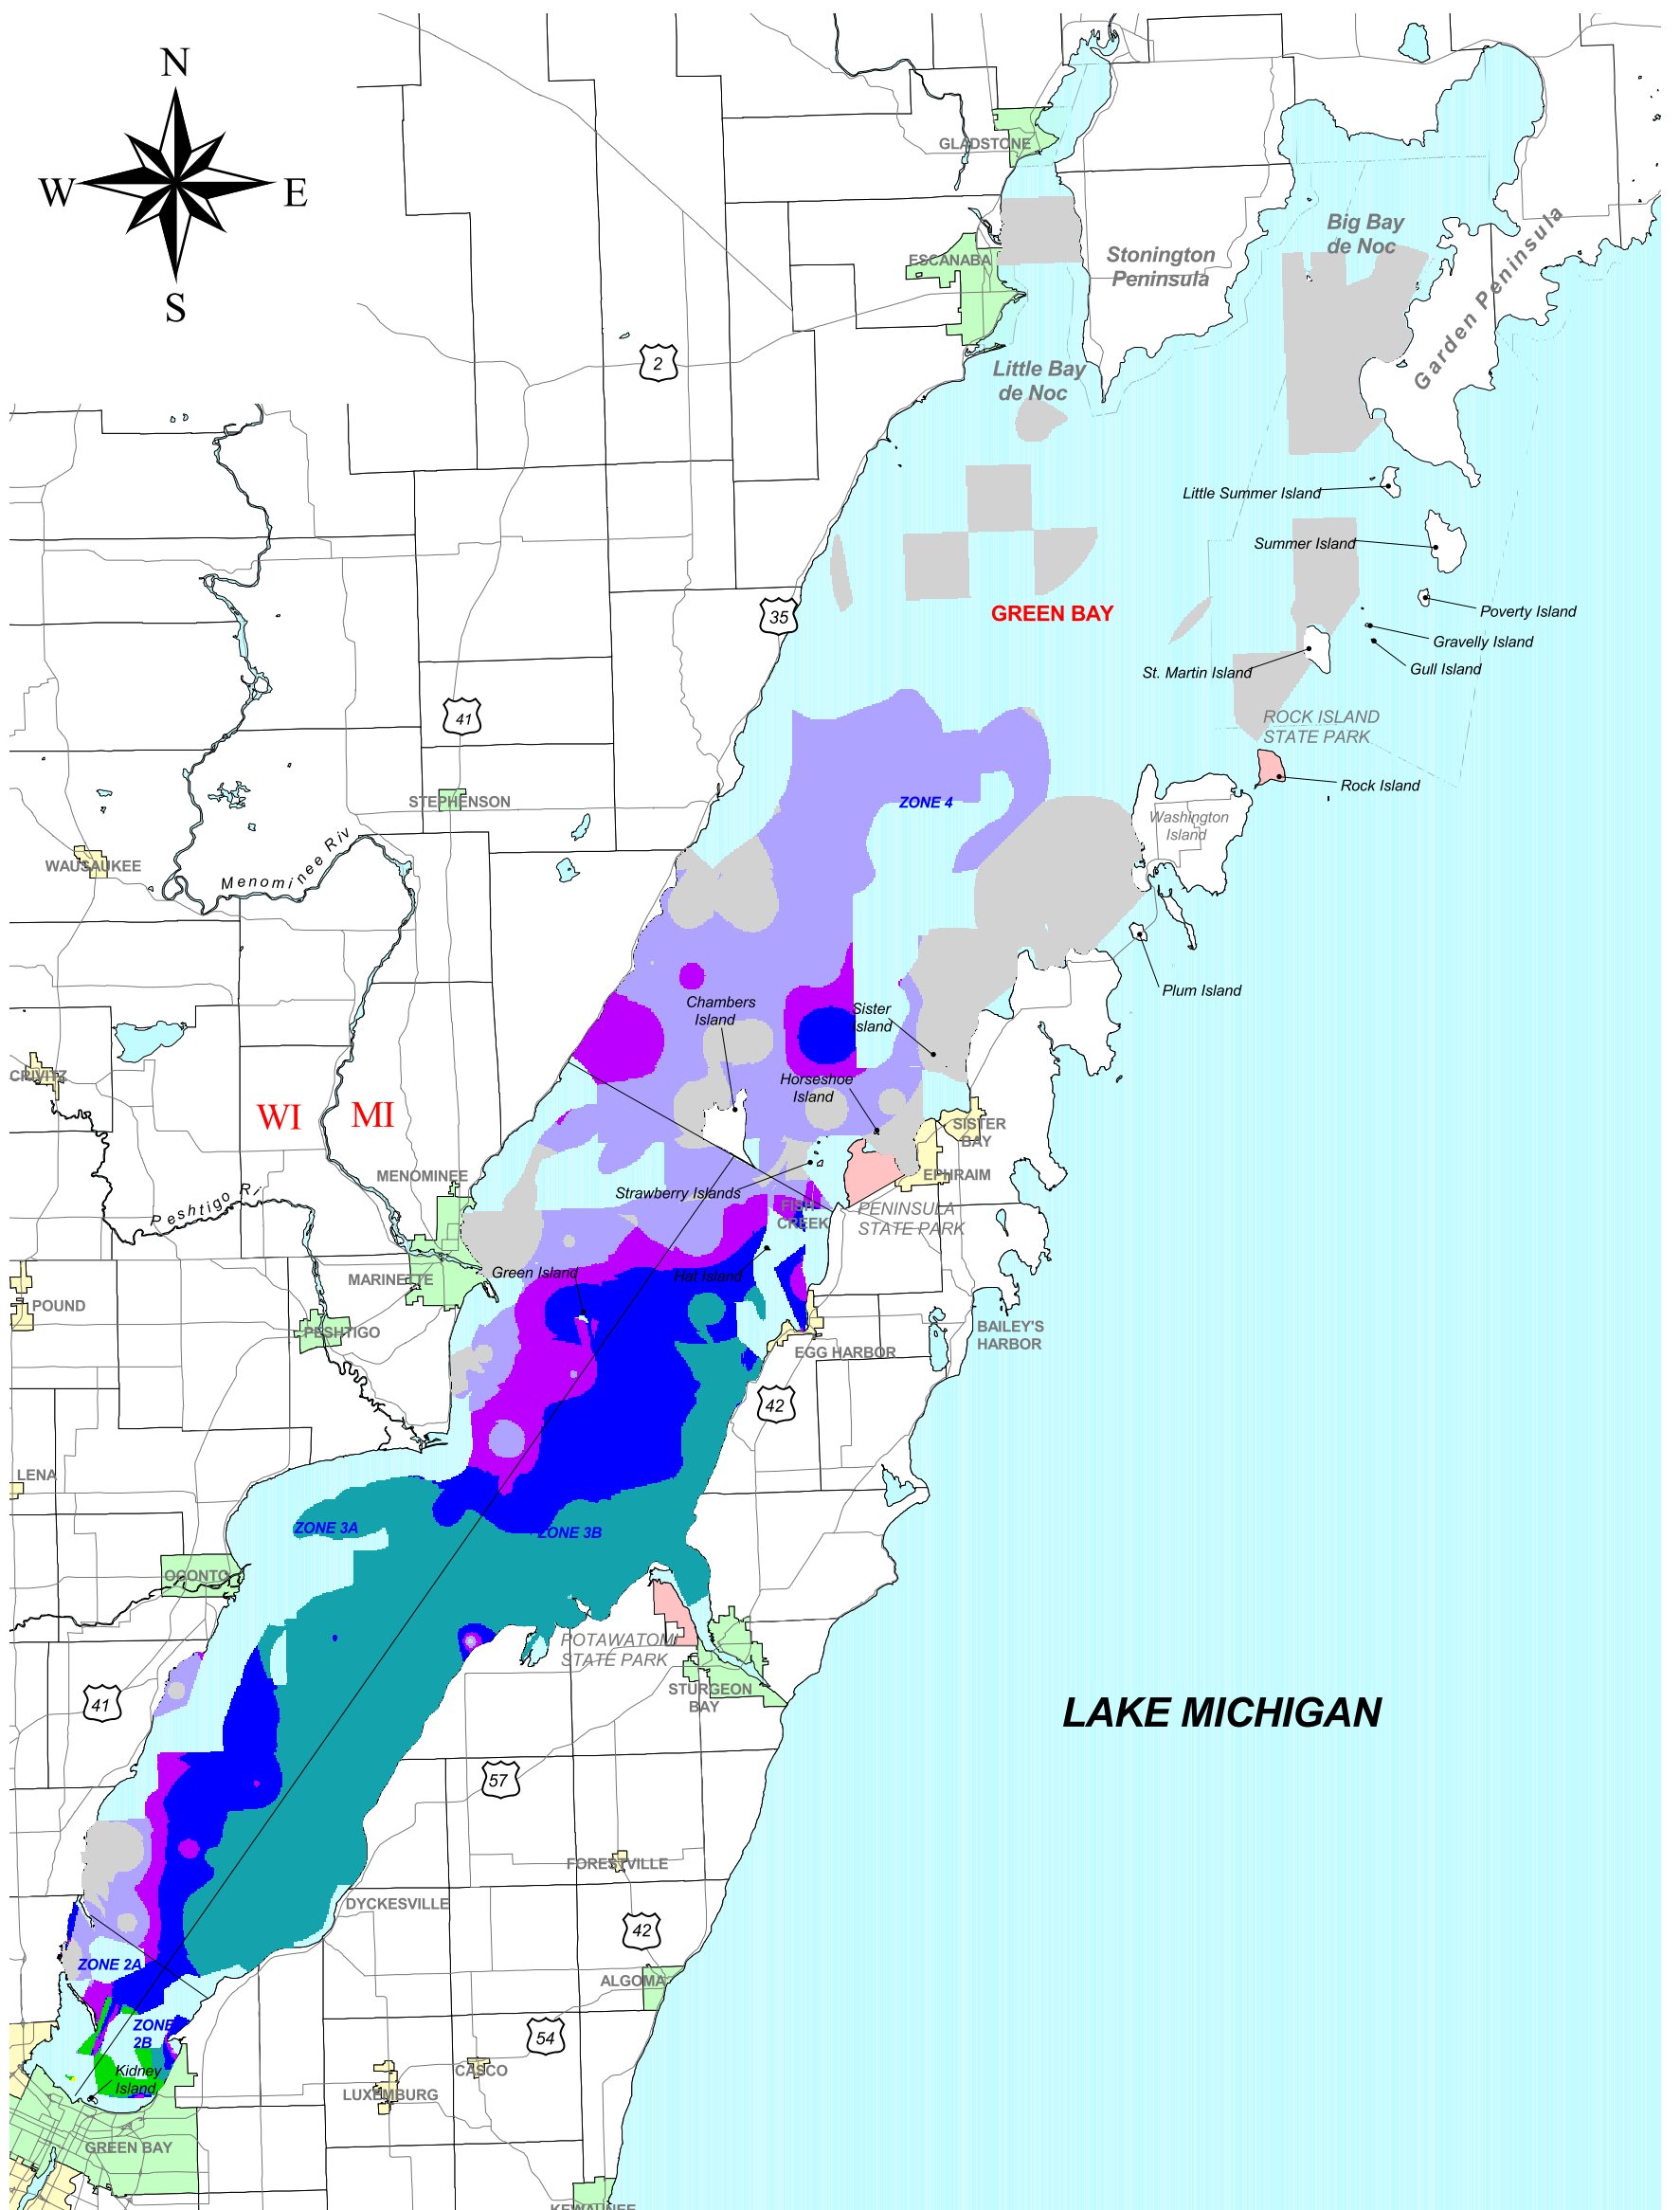 N
W
E
S
GLADSTONE
ESCANABA
Stonington
Peninsula
Big Bay
de Noc
Garden Peninsula
2
Little Bay
de Noc
Little Summer Island
Summer Island
35
GREEN BAY
Poverty Island
Gravelly Island
Gull Island
St. Martin Island
41
ROCK ISLAND
STATE PARK
Rock Island
STEPHENSON
ZONE 4
Washington
Island
WAUSAUKEE
Menominee Riv
Plum Island
Chambers
Island
Sister
Island
CRIVITZ
Horseshoe
Island
WI
MI
SISTER
BAY
MENOMINEE
EPHRAIM
Strawberry Islands
Peshtigo Ri
FISH
CREEK
PENINSULA
STATE PARK
Green Island
Hat Island
MARINETTE
POUND
PESHTIGO
BAILEY'S
HARBOR
EGG HARBOR
42
LENA
ZONE 3A
ZONE 3B
OCONTO
POTAWATOMI
STATE PARK
STURGEON
BAY
41
LAKE MICHIGAN
57
FORESTVILLE
DYCKESVILLE
42
ZONE 2A
ALGOMA
ZONE
2B
54
Kidney
Island
CASCO
LUXEMBURG
GREEN BAY
KEWAUNEE